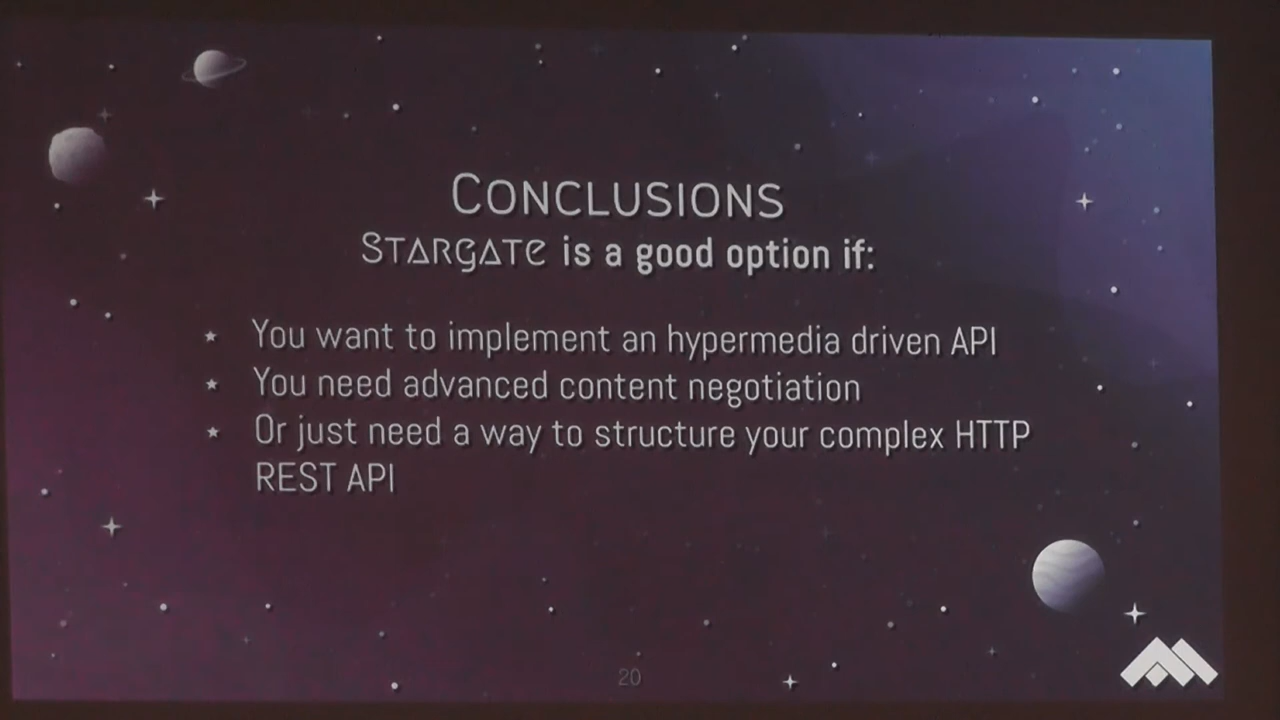 CONCLUSIONS
STARGATE is a good option if:
You want to implement an hypermedia driven API
You need advanced content negotiation
Or just need a way to structure your complex HTTP
REST API
20